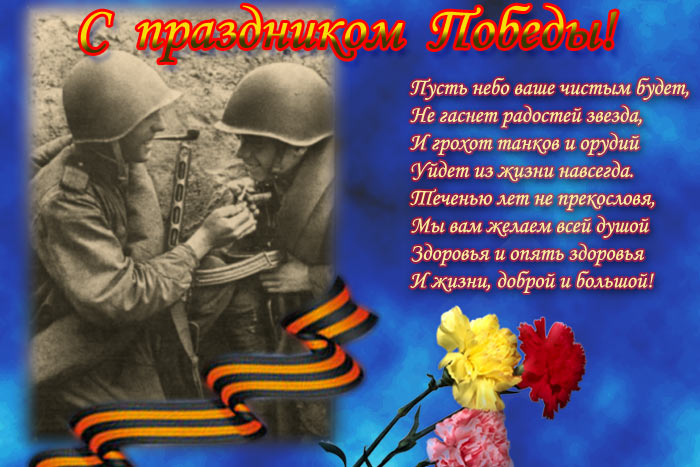 С праздником Победы!
Пусть небо ваше чистым будет,
Не гаснет радостей звезда,
И грохот танков и орудий
Уйдет из жизни навсегда.
Теченью лет не прекословя,
Мы вам желаем всей душой
Здоровья и опять здоровья
И жизни, доброй и большой!